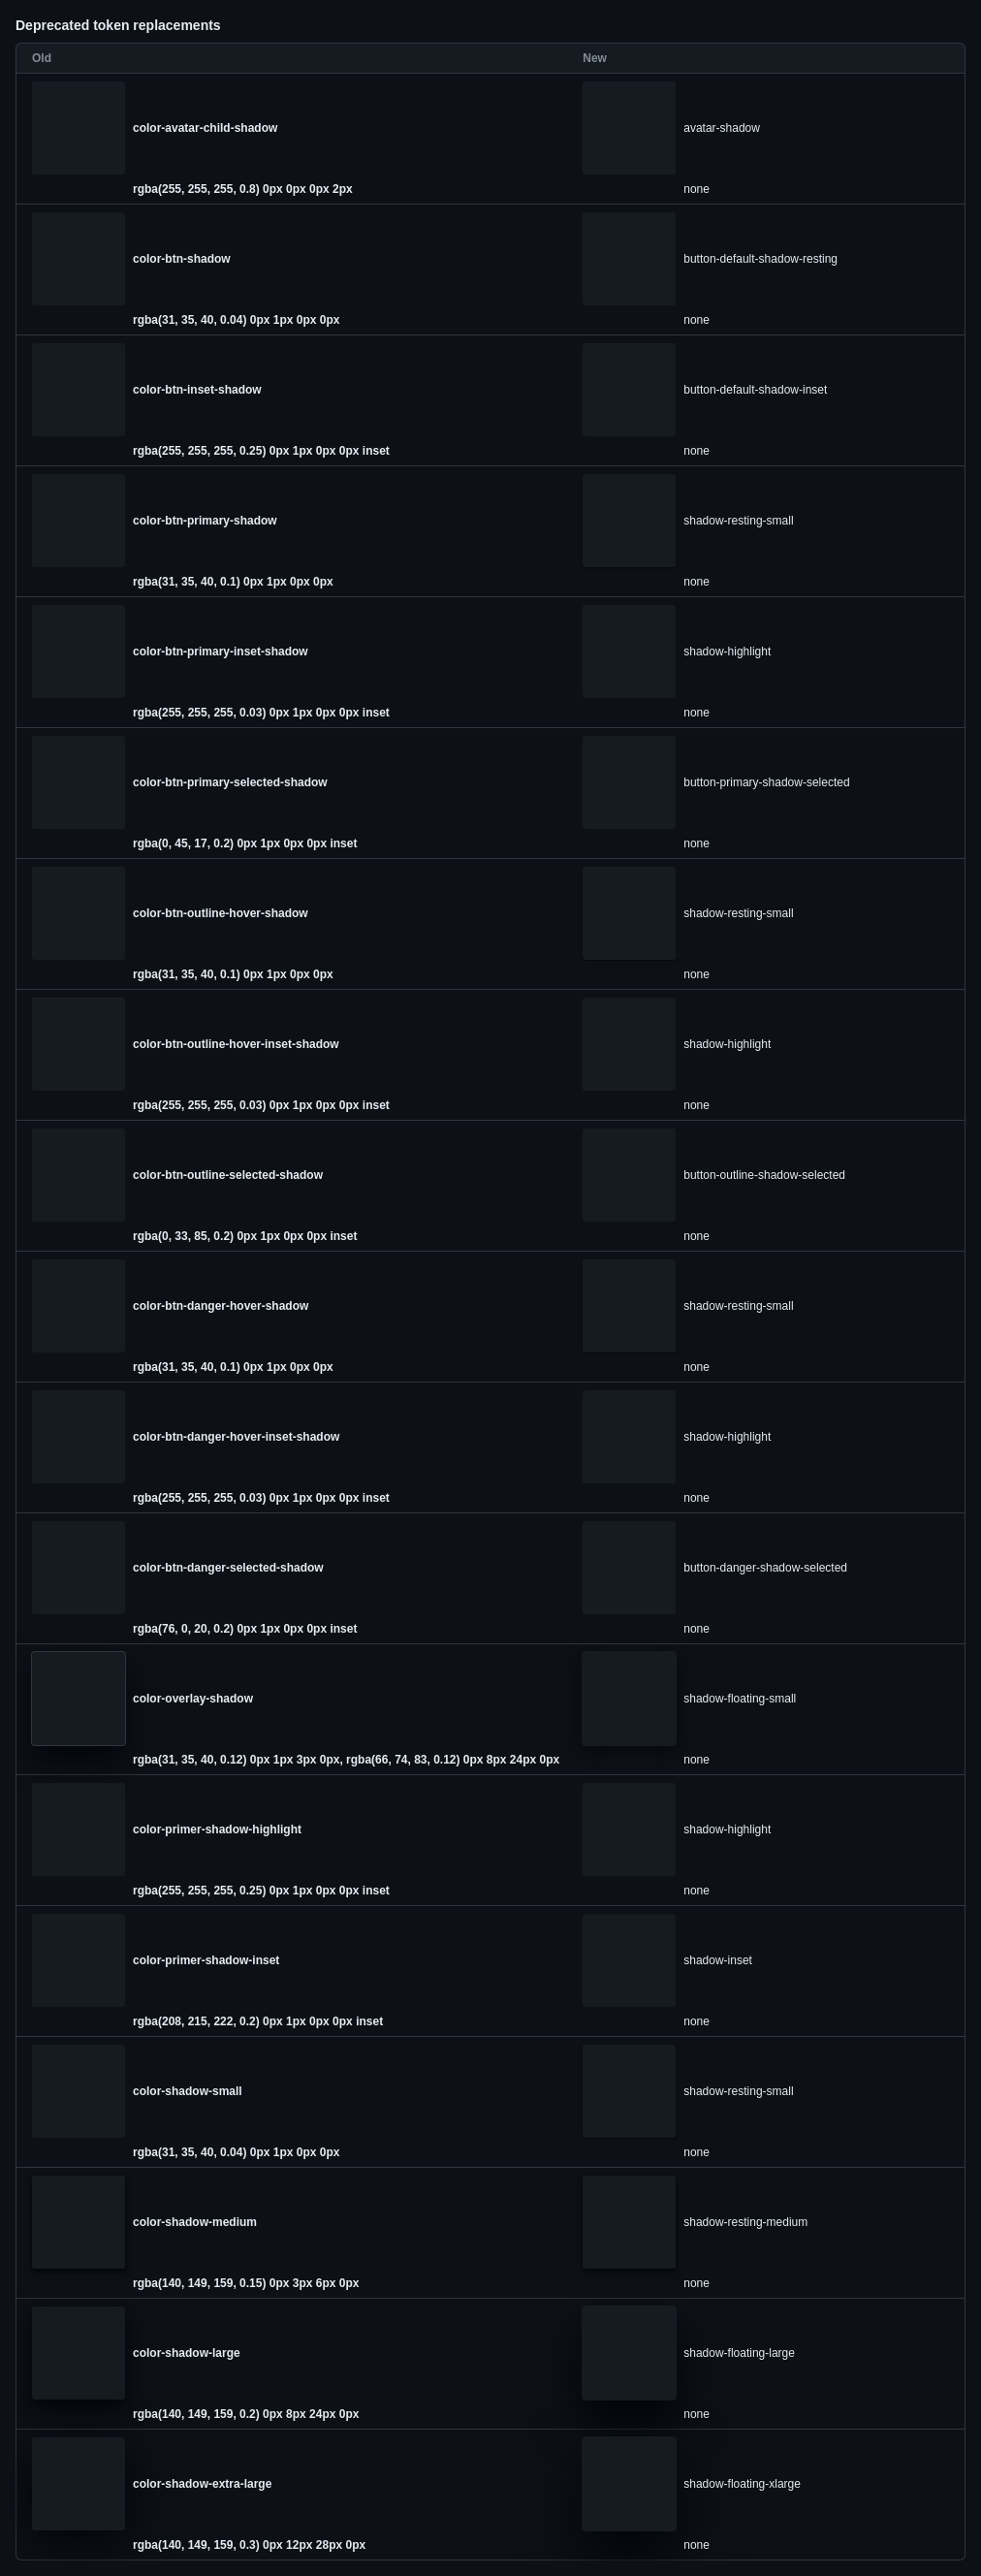 Deprecated token replacements
Old New
color-avatar-child-shadow avatar-shadow
rgba(255, 255, 255, 0.8) 0px 0px 0px 2px none
color-btn-shadow button-default-shadow-resting
rgba(31, 35, 40, 0.04) 0px 1px 0px 0px none
color-btn-inset-shadow button-default-shadow-inset
rgba(255, 255, 255, 0.25) 0px 1px 0px 0px inset none
color-btn-primary-shadow shadow-resting-small
rgba(31, 35, 40, 0.1) 0px 1px 0px 0px none
color-btn-primary-inset-shadow shadow-highlight
rgba(255, 255, 255, 0.03) 0px 1px 0px 0px inset none
color-btn-primary-selected-shadow button-primary-shadow-selected
rgba(0, 45, 17, 0.2) 0px 1px 0px 0px inset none
color-btn-outline-hover-shadow shadow-resting-small
rgba(31, 35, 40, 0.1) 0px 1px 0px 0px none
color-btn-outline-hover-inset-shadow shadow-highlight
rgba(255, 255, 255, 0.03) 0px 1px 0px 0px inset none
color-btn-outline-selected-shadow button-outline-shadow-selected
rgba(0, 33, 85, 0.2) 0px 1px 0px 0px inset none
color-btn-danger-hover-shadow shadow-resting-small
rgba(31, 35, 40, 0.1) 0px 1px 0px 0px none
color-btn-danger-hover-inset-shadow shadow-highlight
rgba(255, 255, 255, 0.03) 0px 1px 0px 0px inset none
color-btn-danger-selected-shadow button-danger-shadow-selected
rgba(76, 0, 20, 0.2) 0px 1px 0px 0px inset none
color-overlay-shadow shadow-floating-small
rgba(31, 35, 40, 0.12) 0px 1px 3px 0px, rgba(66, 74, 83, 0.12) 0px 8px 24px 0px none
color-primer-shadow-highlight shadow-highlight
rgba(255, 255, 255, 0.25) 0px 1px 0px 0px inset none
color-primer-shadow-inset shadow-inset
rgba(208, 215, 222, 0.2) 0px 1px 0px 0px inset none
color-shadow-small shadow-resting-small
rgba(31, 35, 40, 0.04) 0px 1px 0px 0px none
color-shadow-medium shadow-resting-medium
rgba(140, 149, 159, 0.15) 0px 3px 6px 0px none
color-shadow-large shadow-floating-large
rgba(140, 149, 159, 0.2) 0px 8px 24px 0px none
color-shadow-extra-large shadow-floating-xlarge
rgba(140, 149, 159, 0.3) 0px 12px 28px 0px none